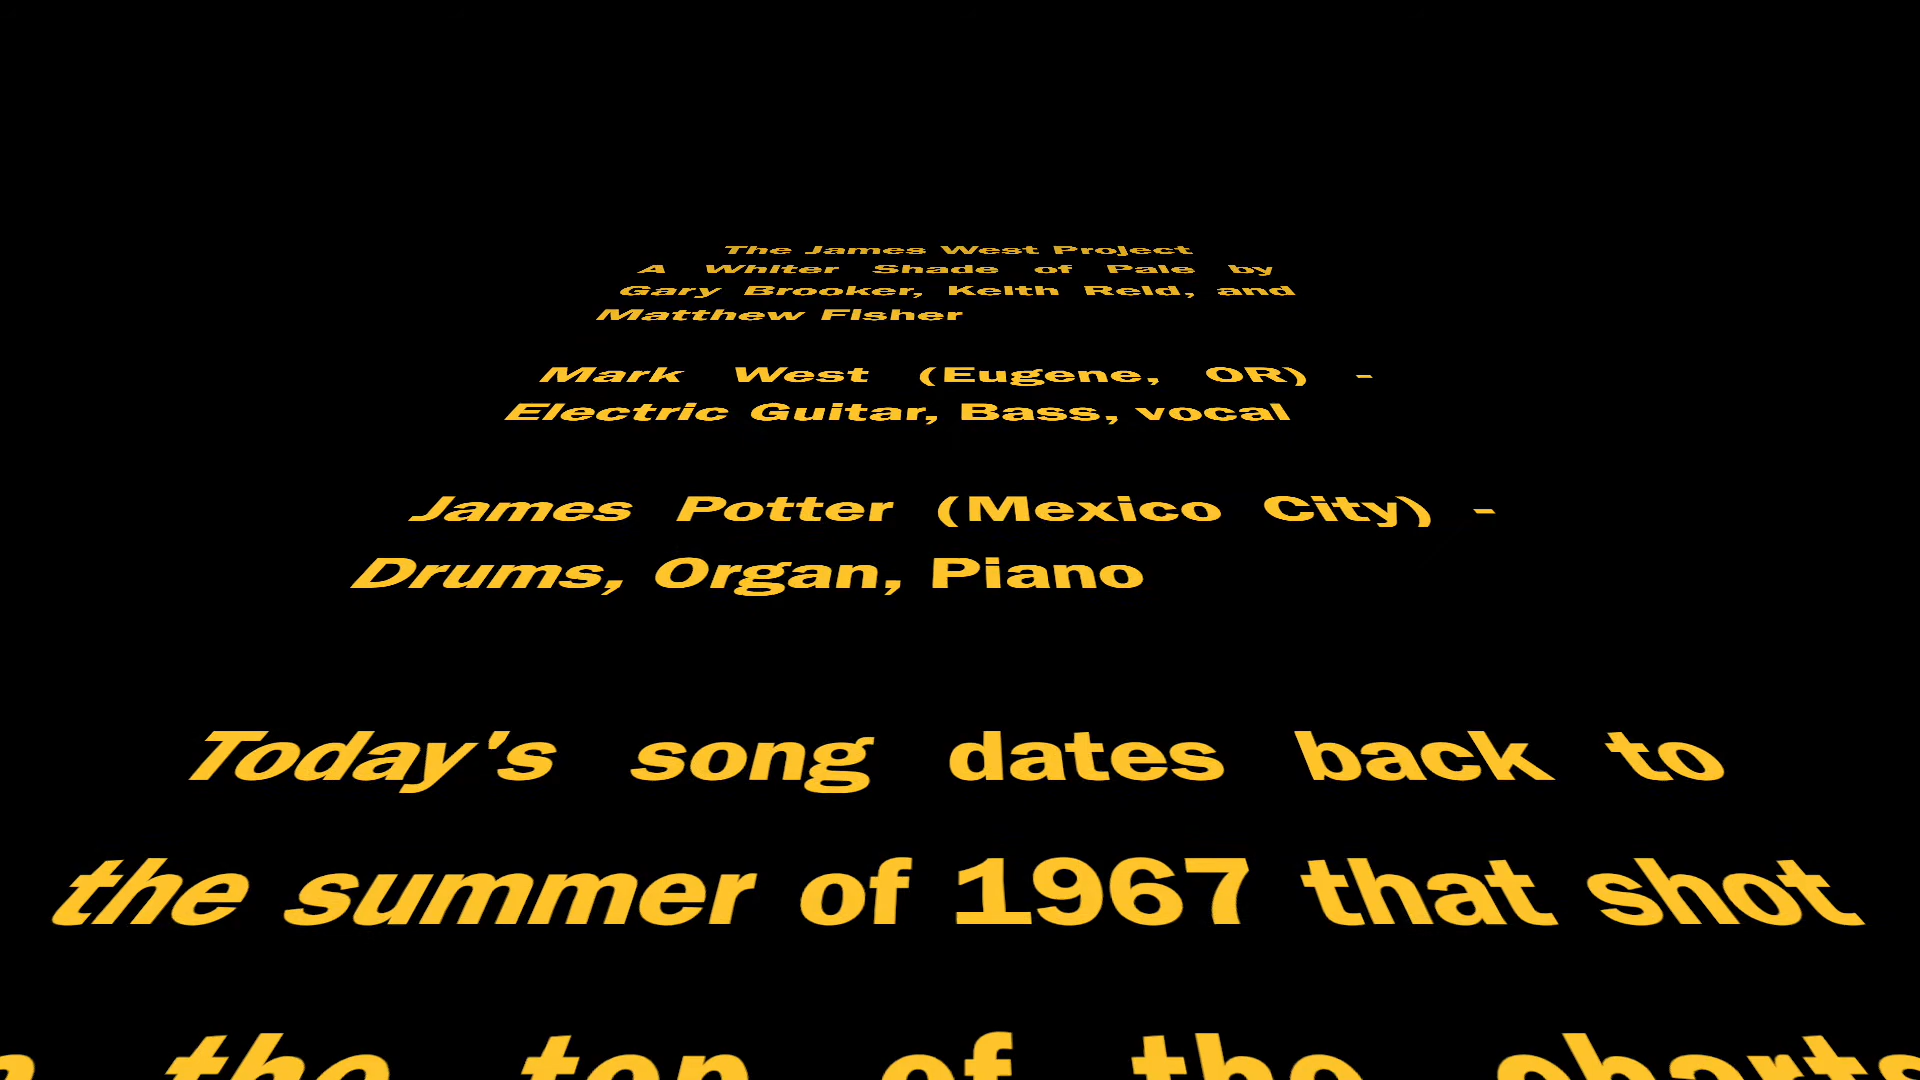 The James West Project
A Whiter Shade of Pale by
Gary Brooker, Keith Reid, and
Matthew Fisher
Mark West (Eugene, OR) -
Electric Guitar, Bass, vocal
James Potter (Mexico City) -
Drums, Organ, Piano
Today's song dates back to
the summer of 1967 that shot
the top of the charts